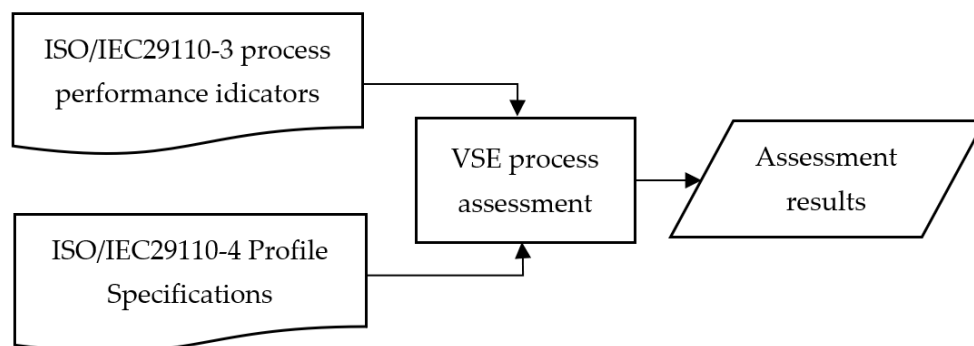 ISO/IEC29110-3 process
performance idicators
VSE process
assessment
Assessment
results
ISO/IEC29110-4 Profile
Specifications